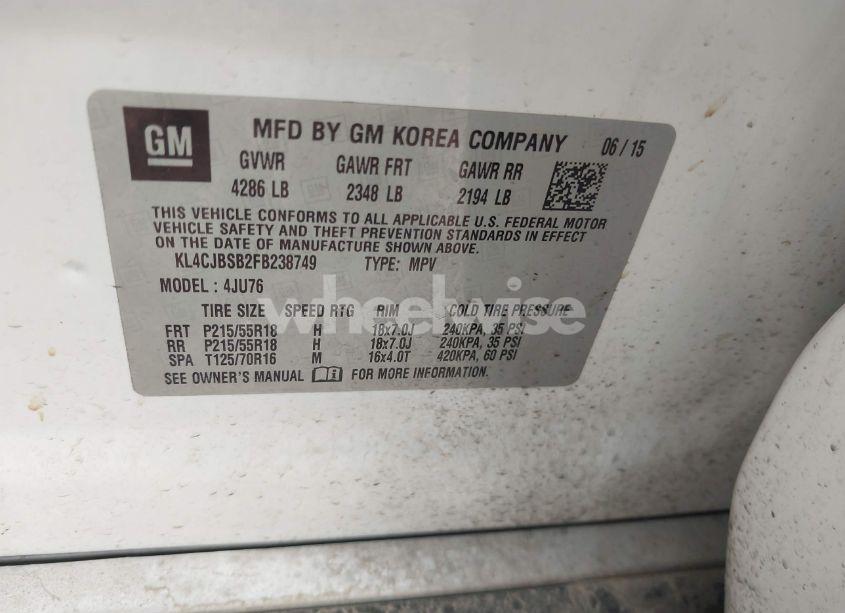 GM MFD BY GM KOREA COMPANY 06 / 15
GVWR GAWR FRT GAWR RR
4286 LB 2348 LB 2194 LB
THIS VEHICLE CONFORMS TO ALL APPLICABLE U.S. FEDERAL MOTOR
VEHICLE SAFETY AND THEFT PREVENTION STANDARDS IN EFFECT
ON THE DATE OF MANUFACTURE SHOWN ABOVE.
KL4CJBSB2FB238749 TYPE: MPV
MODEL : 4JU76
TIRE SIZE SPEED RTG RIM COLD TIRE PRESSURE
wheelwise
FRT P215/55R18 H 18x7.0J 240KPA, 35 PSI
RR P215/55R18 H 18x7.0J 240KPA, 35 PSI
SPA T125/70R16 M 16x4.0T 420KPA, 60 PSI
SEE OWNER'S MANUAL FOR MORE INFORMATION.